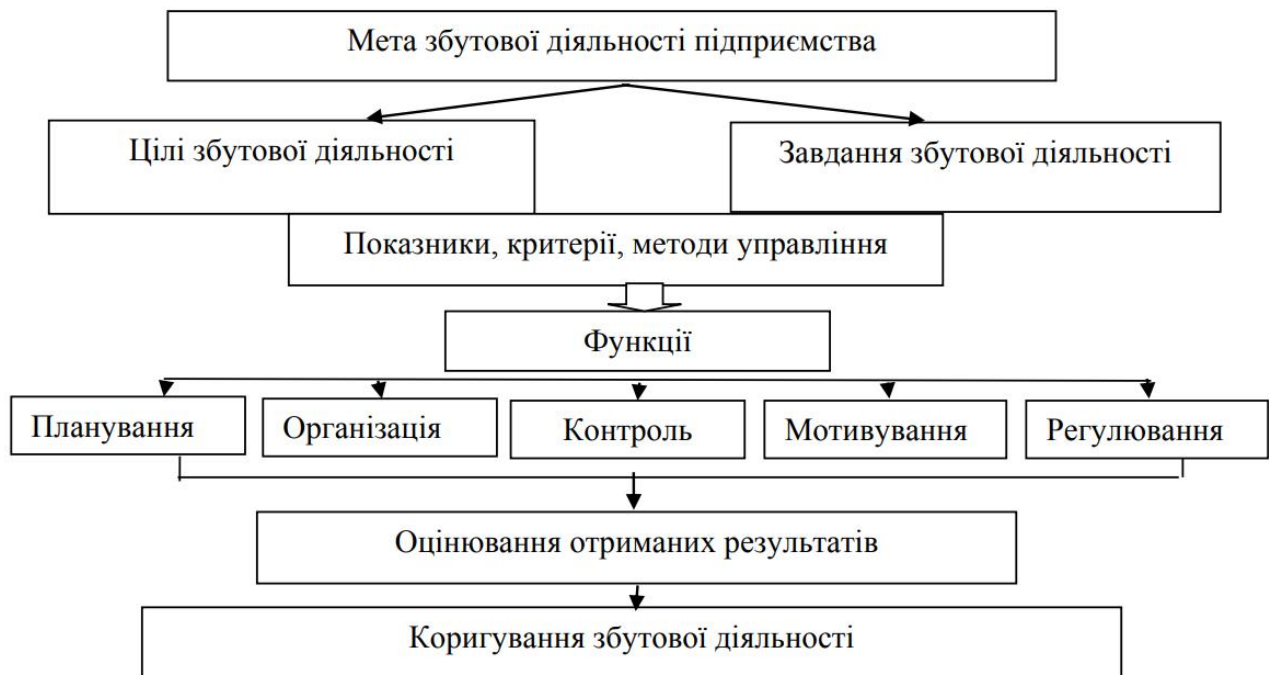 Мета збутової діяльності підприємства
Цілі збутової діяльності
Завдання збутової діяльності
Показники, критерії, методи управління
Функції
Планування
Організація
Контроль
Мотивування
Регулювання
Оцінювання отриманих результатів
Коригування збутової діяльності